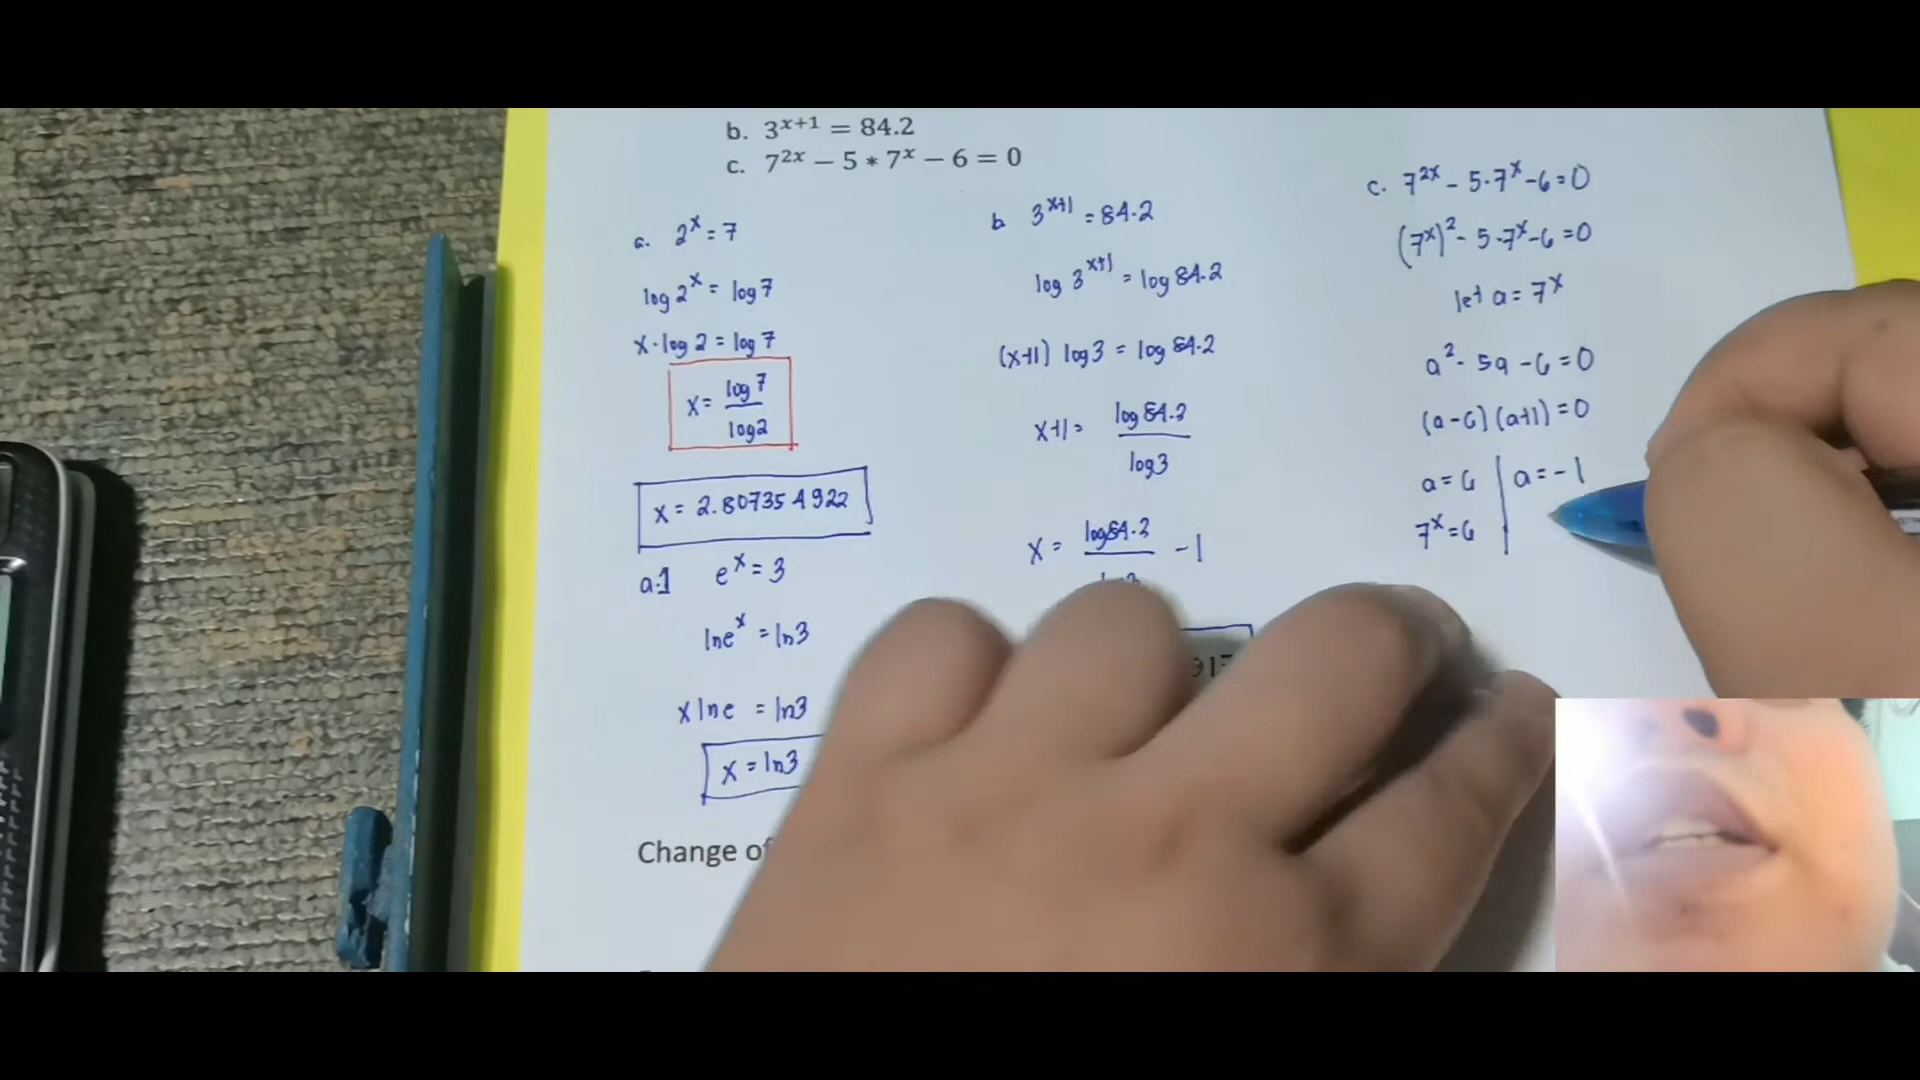 b. 3^{x+1} = 84.2
c. 7^{2x} − 5 * 7^x − 6 = 0
a. 2^x = 7
log 2^x = log 7
x · log 2 = log 7
x = log 7 / log 2
x = 2.807354922
a.1 e^x = 3
ln e^x = ln 3
x ln e = ln 3
x = ln 3
b 3^{x+1} = 84.2
log 3^{x+1} = log 84.2
(x+1) log 3 = log 84.2
x+1 = log 84.2 / log 3
x = log 84.2 / log 3 - 1
c. 7^{2x} - 5·7^x - 6 = 0
(7^x)^2 - 5·7^x - 6 = 0
let a = 7^x
a^2 - 5a - 6 = 0
(a - 6)(a+1) = 0
a = 6 | a = -1
7^x = 6
Change of